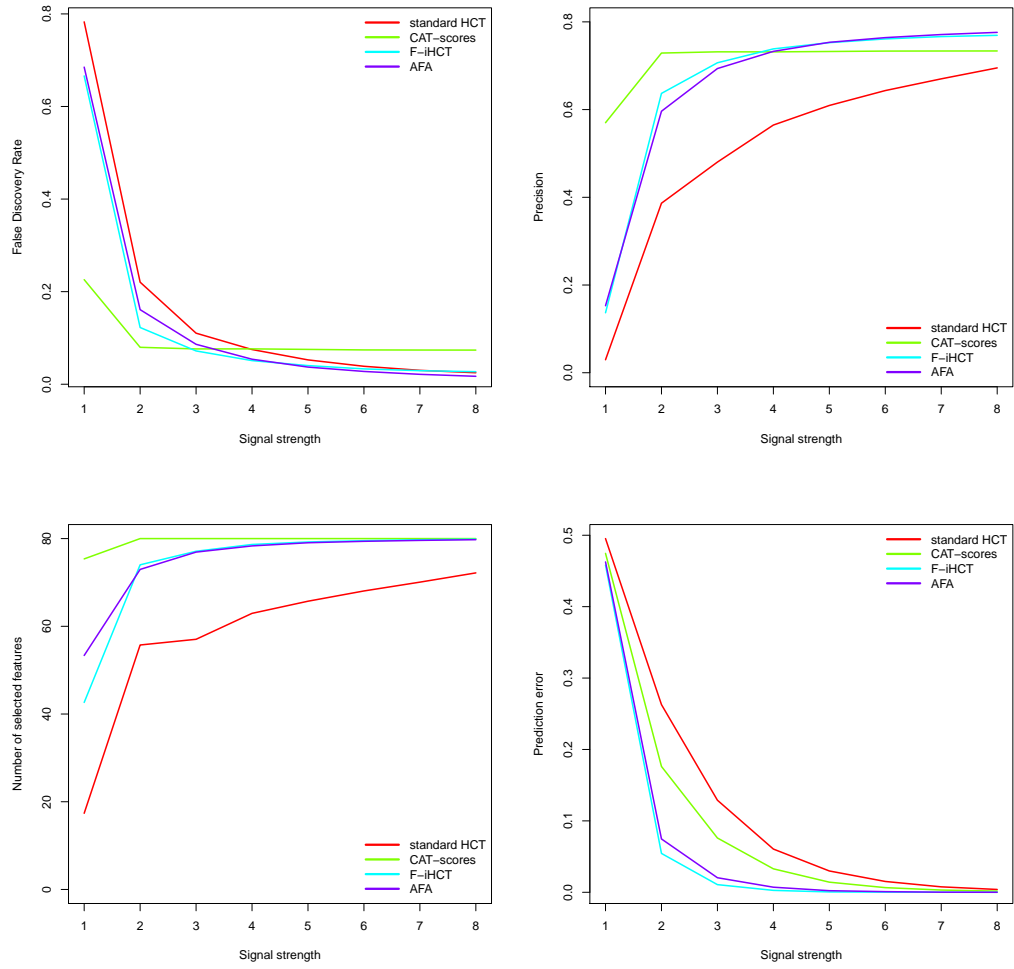 standard HCT
CAT-scores
F-iHCT
AFA
0.8
0.6
0.4
0.2
0.0
False Discovery Rate
1 2 3 4 5 6 7 8
Signal strength
0.8
0.6
0.4
0.2
0.0
Precision
standard HCT
CAT-scores
F-iHCT
AFA
1 2 3 4 5 6 7 8
Signal strength
80
60
40
20
0
Number of selected features
standard HCT
CAT-scores
F-iHCT
AFA
1 2 3 4 5 6 7 8
Signal strength
standard HCT
CAT-scores
F-iHCT
AFA
0.5
0.4
0.3
0.2
0.1
0.0
Prediction error
1 2 3 4 5 6 7 8
Signal strength